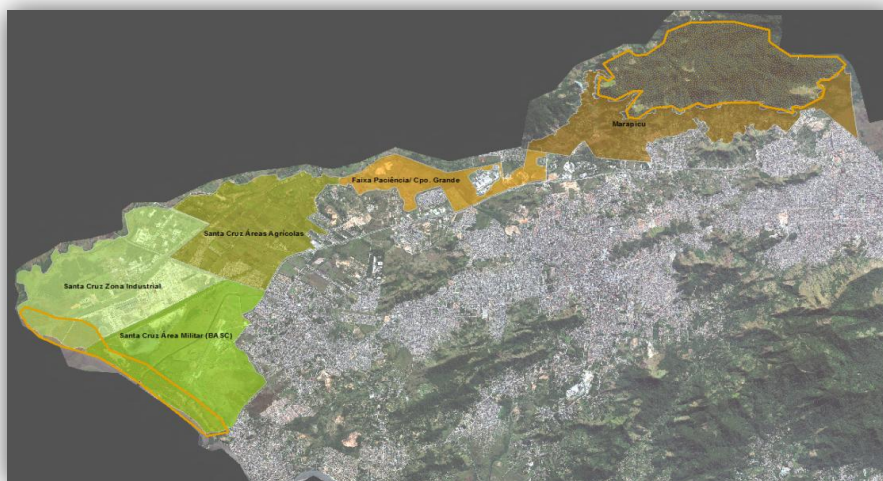 Marapicu
Faixa Paciência/ Cpo. Grande
Santa Cruz Áreas Agrícolas
Santa Cruz Zona Industrial
Santa Cruz Área Militar (BASC)